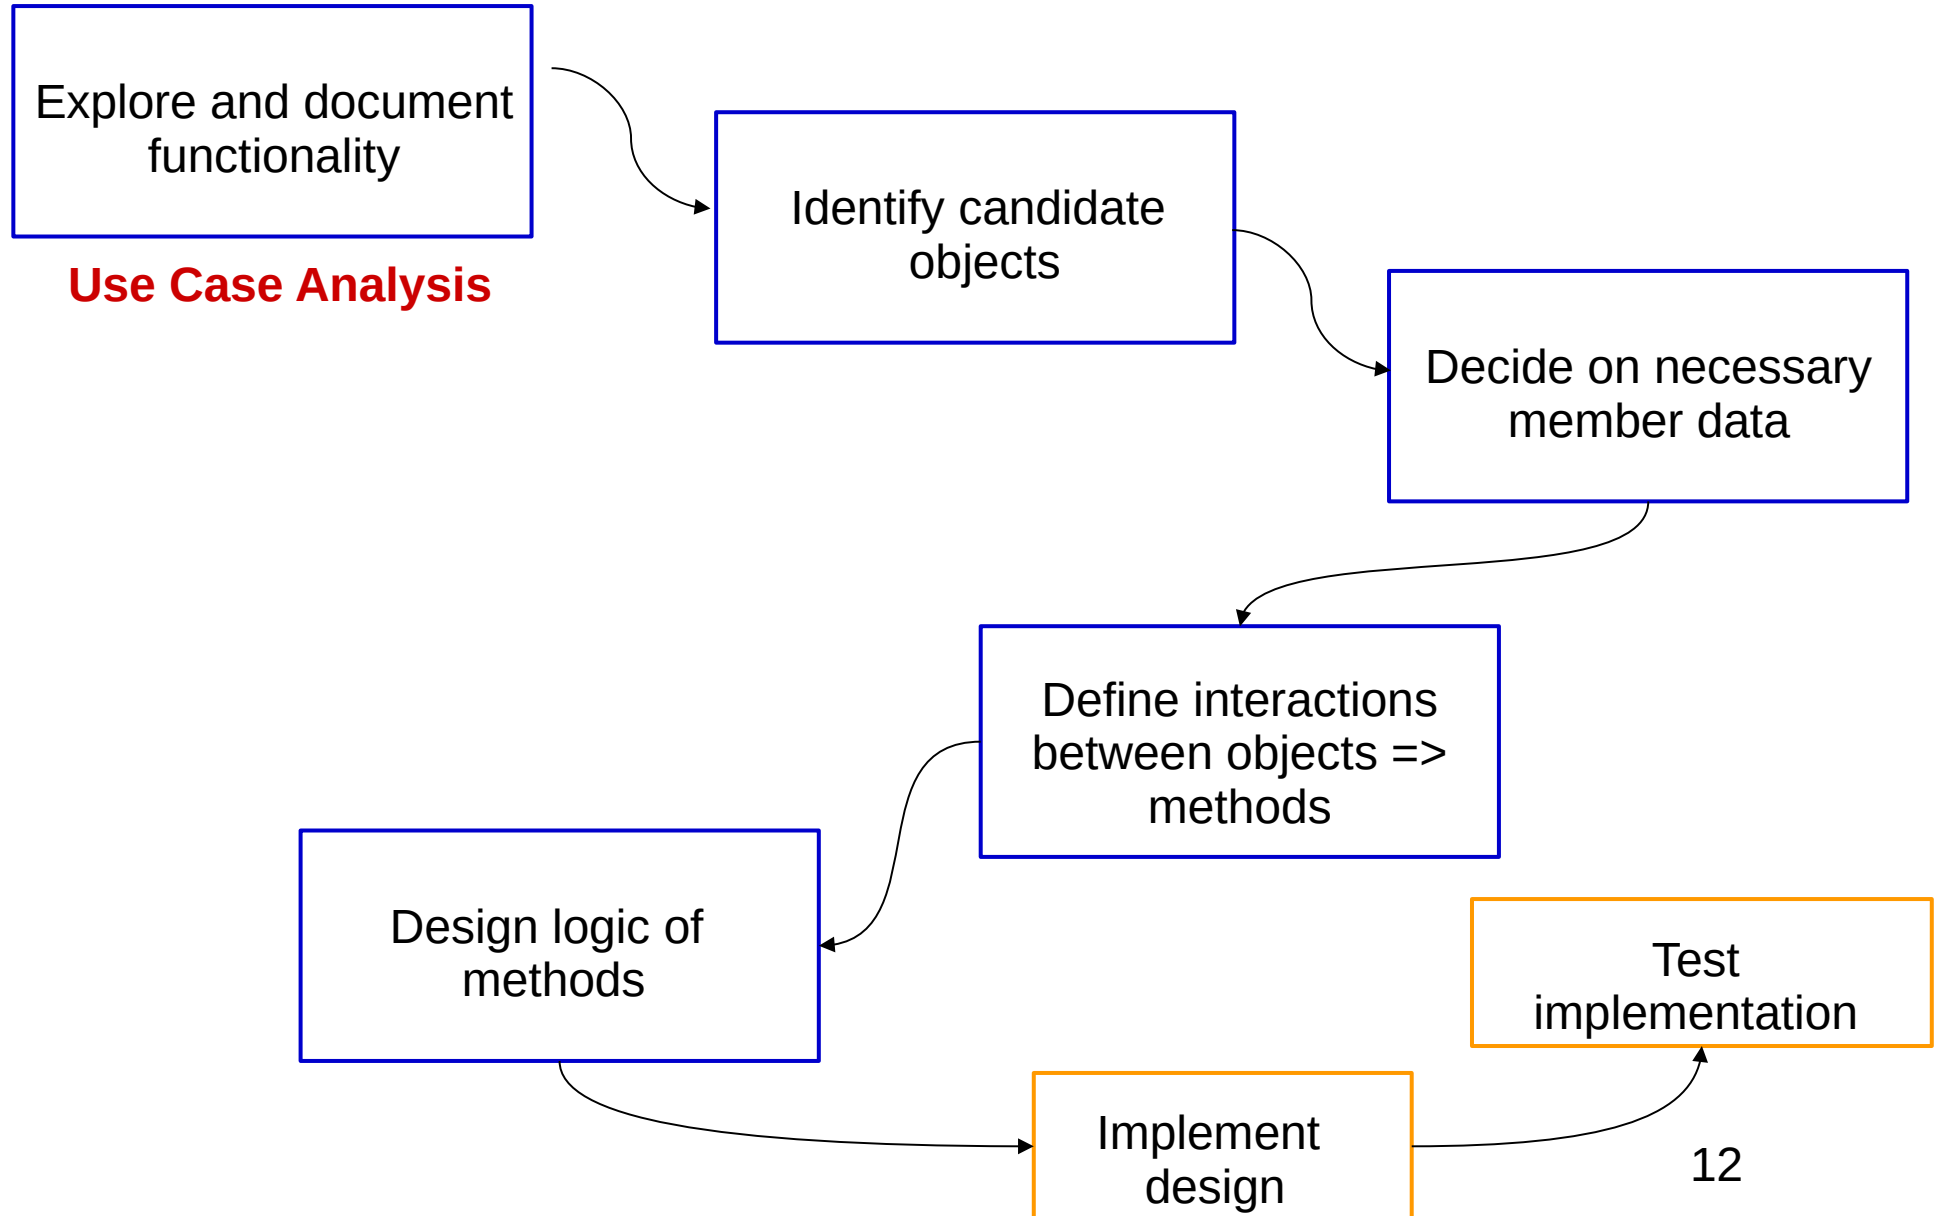 Explore and document
functionality
Use Case Analysis
Identify candidate
objects
Decide on necessary
member data
Define interactions
between objects =>
methods
Design logic of
methods
Implement
design
Test
implementation
12